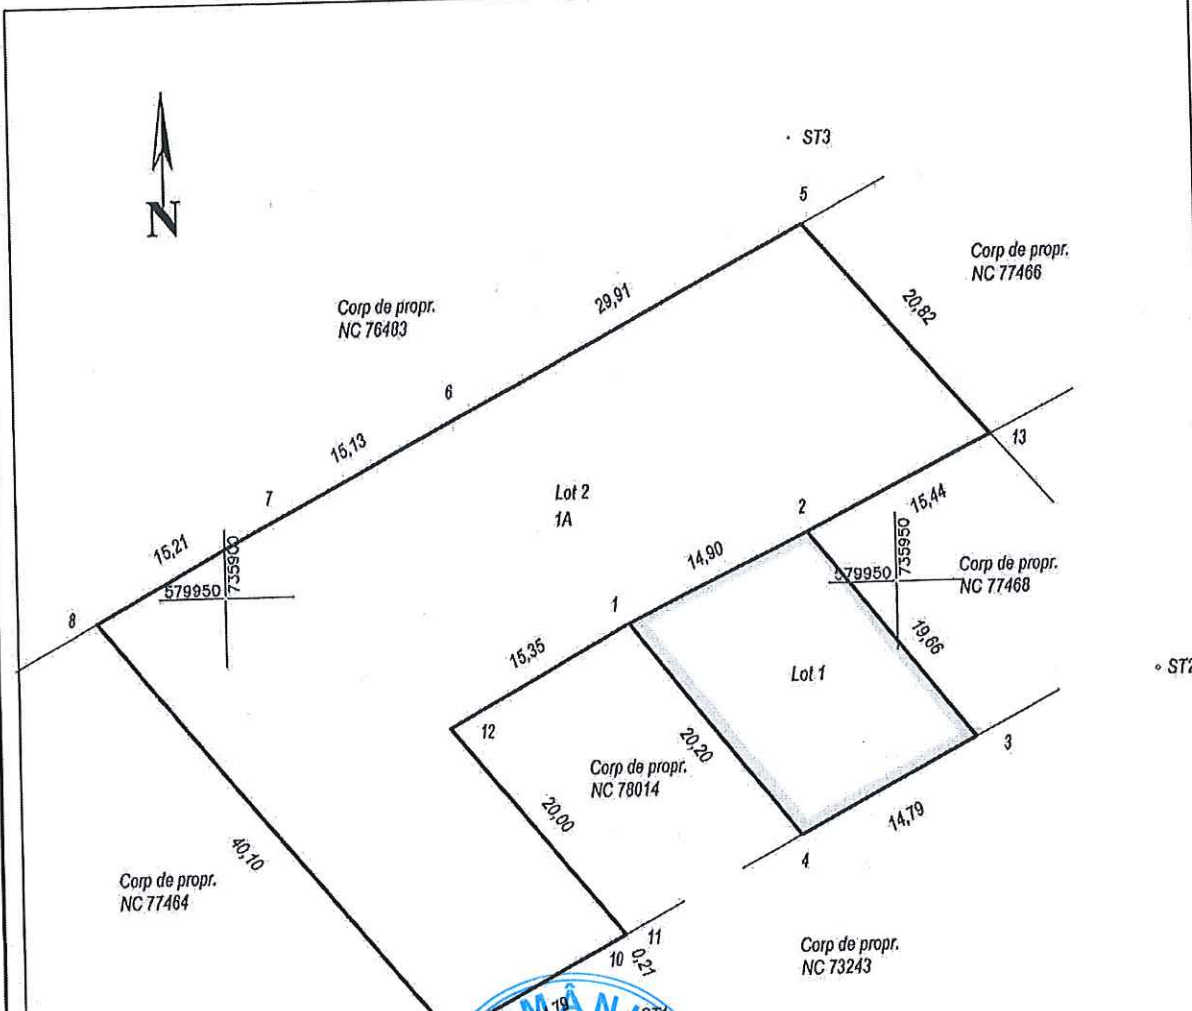 ST3
5
N
Corp de propr.
NC 77466
29,91
20,82
Corp de propr.
NC 76483
6
13
15,13
7
Lot 2
1A
2
15,44
735900
735950
15,21
14,90
579950
579950
Corp de propr.
NC 77468
8
1
19,66
15,35
Lot 1
ST2
12
3
20,20
Corp de propr.
NC 78014
20,00
14,79
40,10
4
Corp de propr.
NC 77464
11
10
0,21
Corp de propr.
NC 73243